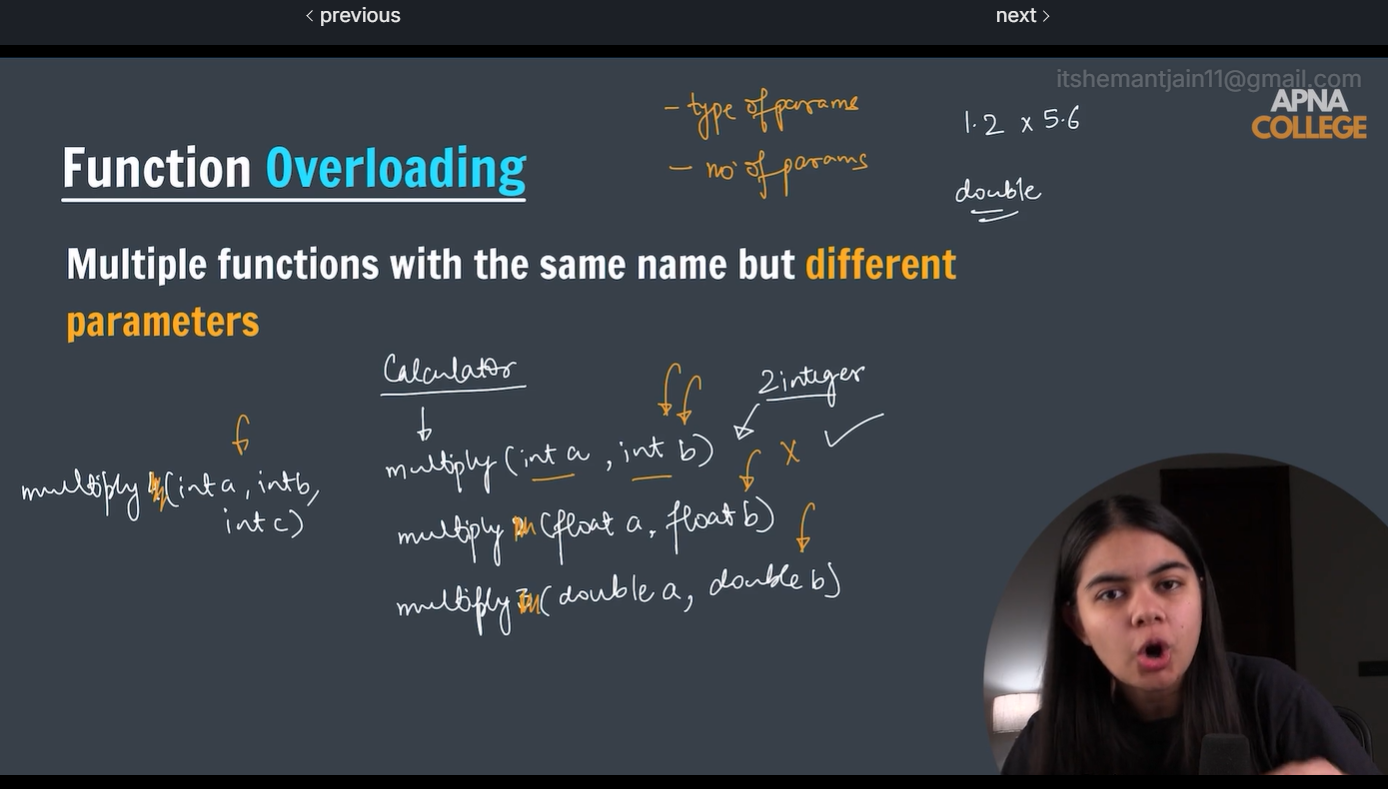 < previous
next >
itshemantjain11@gmail.com
APNA
COLLEGE
- type of params
- no. of params
1.2 x 5.6
double
Function Overloading
Multiple functions with the same name but different
parameters
Calculator
2 integer
multiply (int a , int b) x ✓
multiply (int a, int b,
int c)
multiply (float a, float b)
multiply (double a, double b)